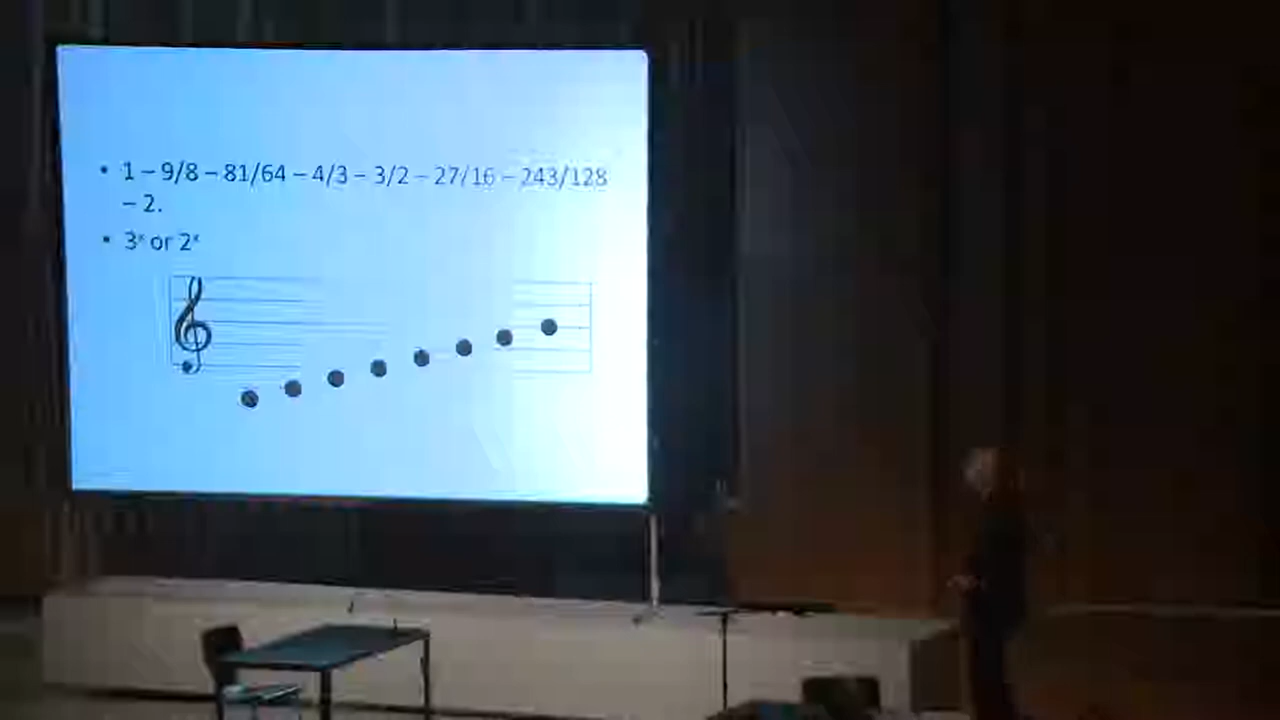 • 1 – 9/8 – 81/64 – 4/3 – 3/2 – 27/16 – 243/128
– 2.
• 3ˣ or 2ˣ